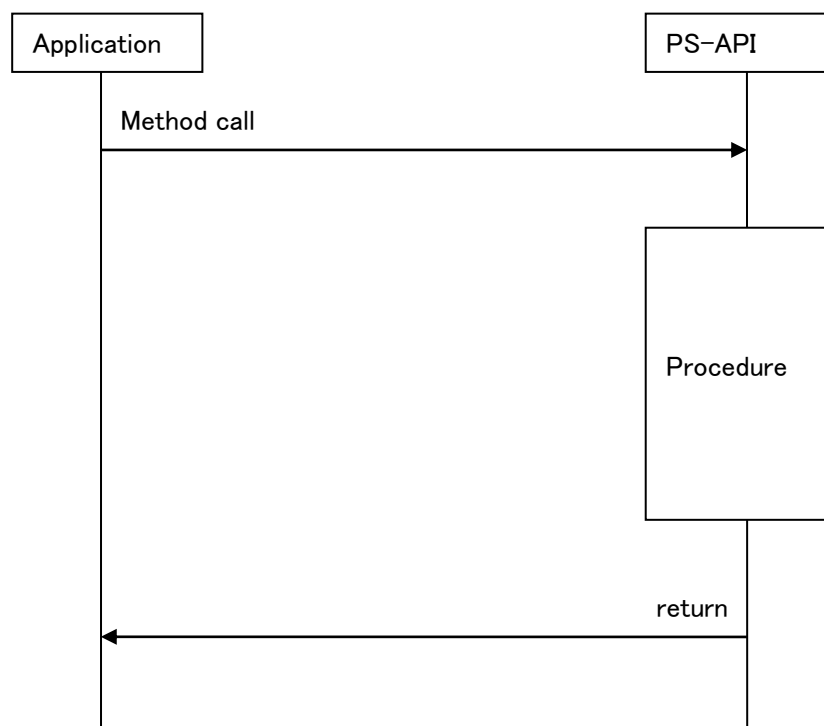 Application
PS-API
Method call
Procedure
return